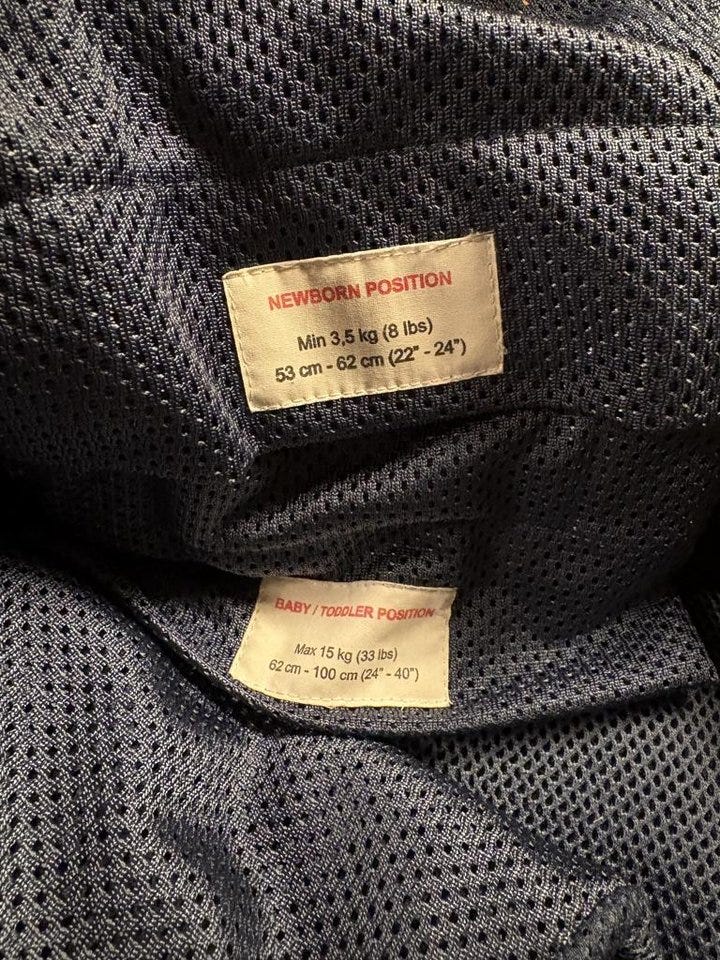 NEWBORN POSITION
Min 3,5 kg (8 lbs)
53 cm - 62 cm (22" - 24")
BABY / TODDLER POSITION
Max 15 kg (33 lbs)
62 cm - 100 cm (24" - 40")